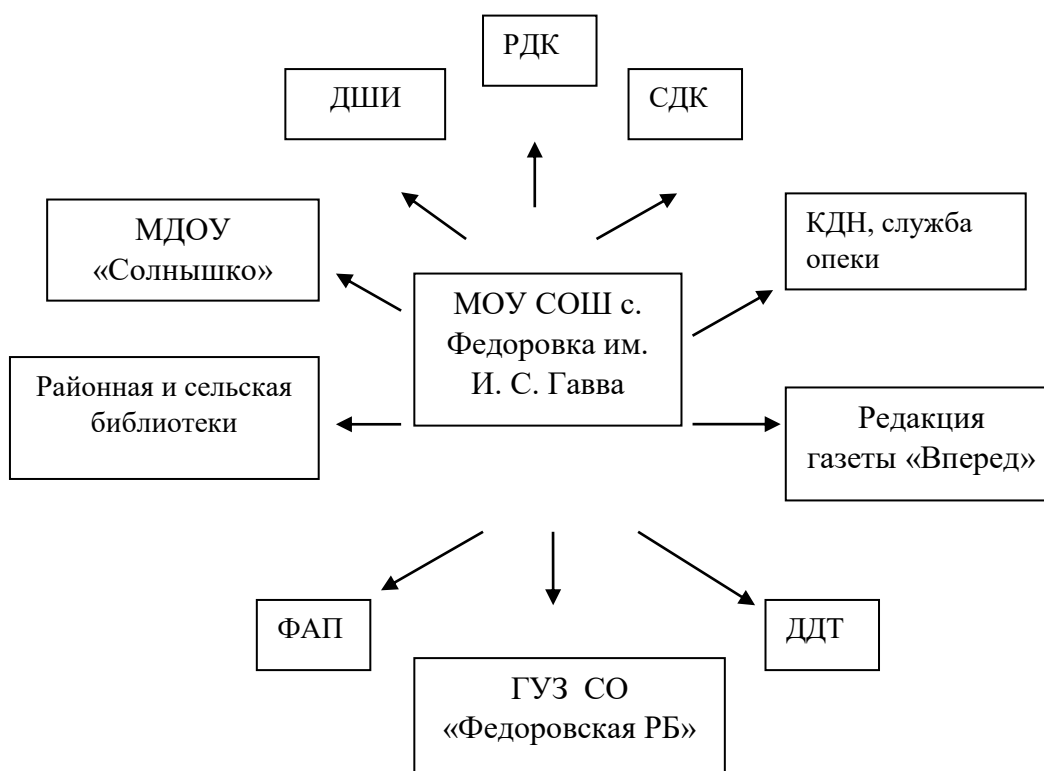 РДК
ДШИ
СДК
МДОУ
«Солнышко»
КДН, служба
опеки
МОУ СОШ с.
Федоровка им.
И. С. Гавва
Районная и сельская
библиотеки
Редакция
газеты «Вперед»
ФАП
ДДТ
ГУЗ СО
«Федоровская РБ»